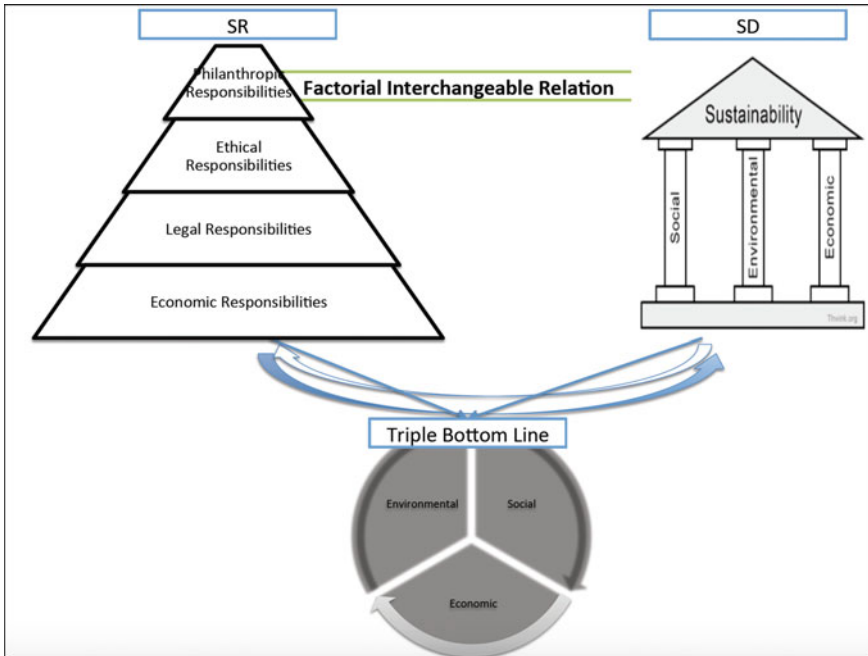 SR
SD
Philanthropic
Responsibilities
Factorial Interchangeable Relation
Ethical
Responsibilities
Legal Responsibilities
Economic Responsibilities
Sustainability
Social
Environmental
Economic
Thwink.org
Triple Bottom Line
Environmental
Social
Economic